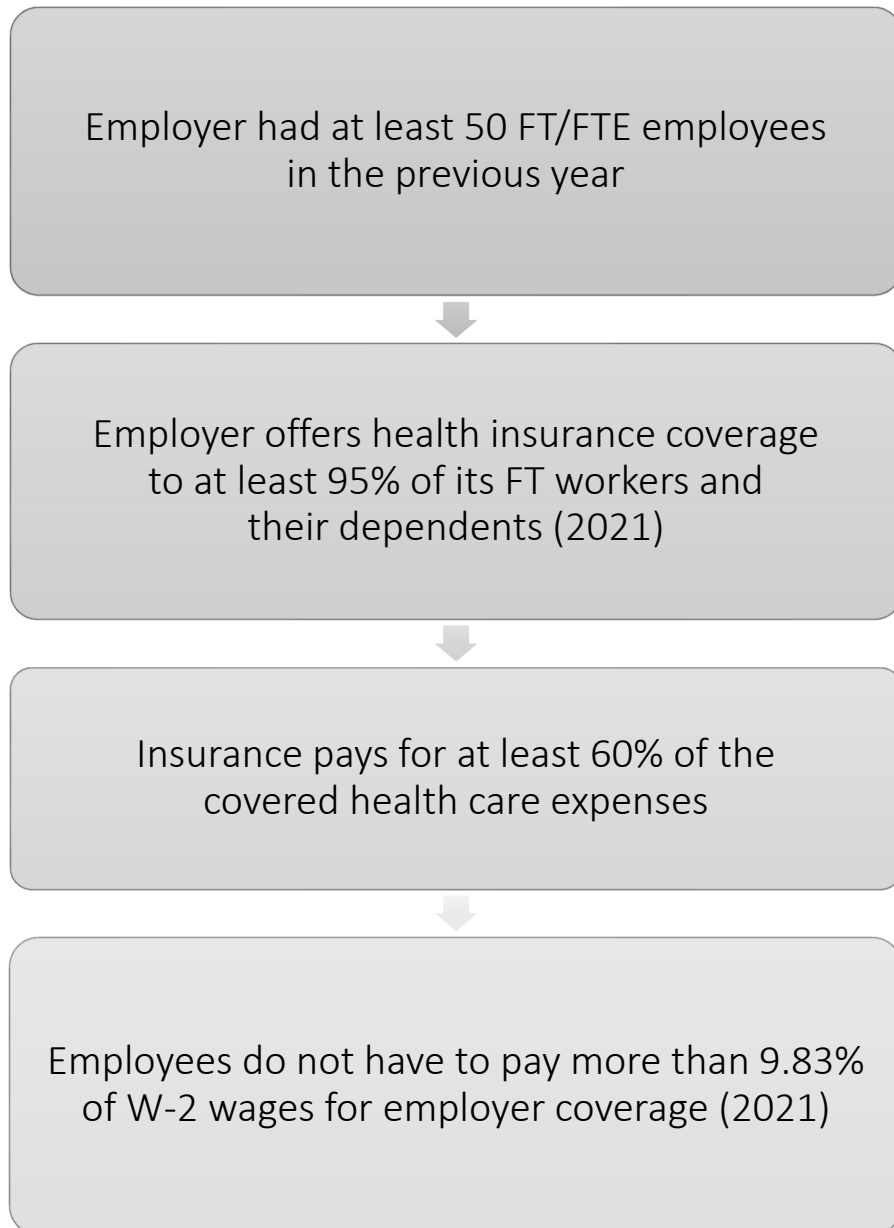 Employer had at least 50 FT/FTE employees
in the previous year
Employer offers health insurance coverage
to at least 95% of its FT workers and
their dependents (2021)
Insurance pays for at least 60% of the
covered health care expenses
Employees do not have to pay more than 9.83%
of W-2 wages for employer coverage (2021)